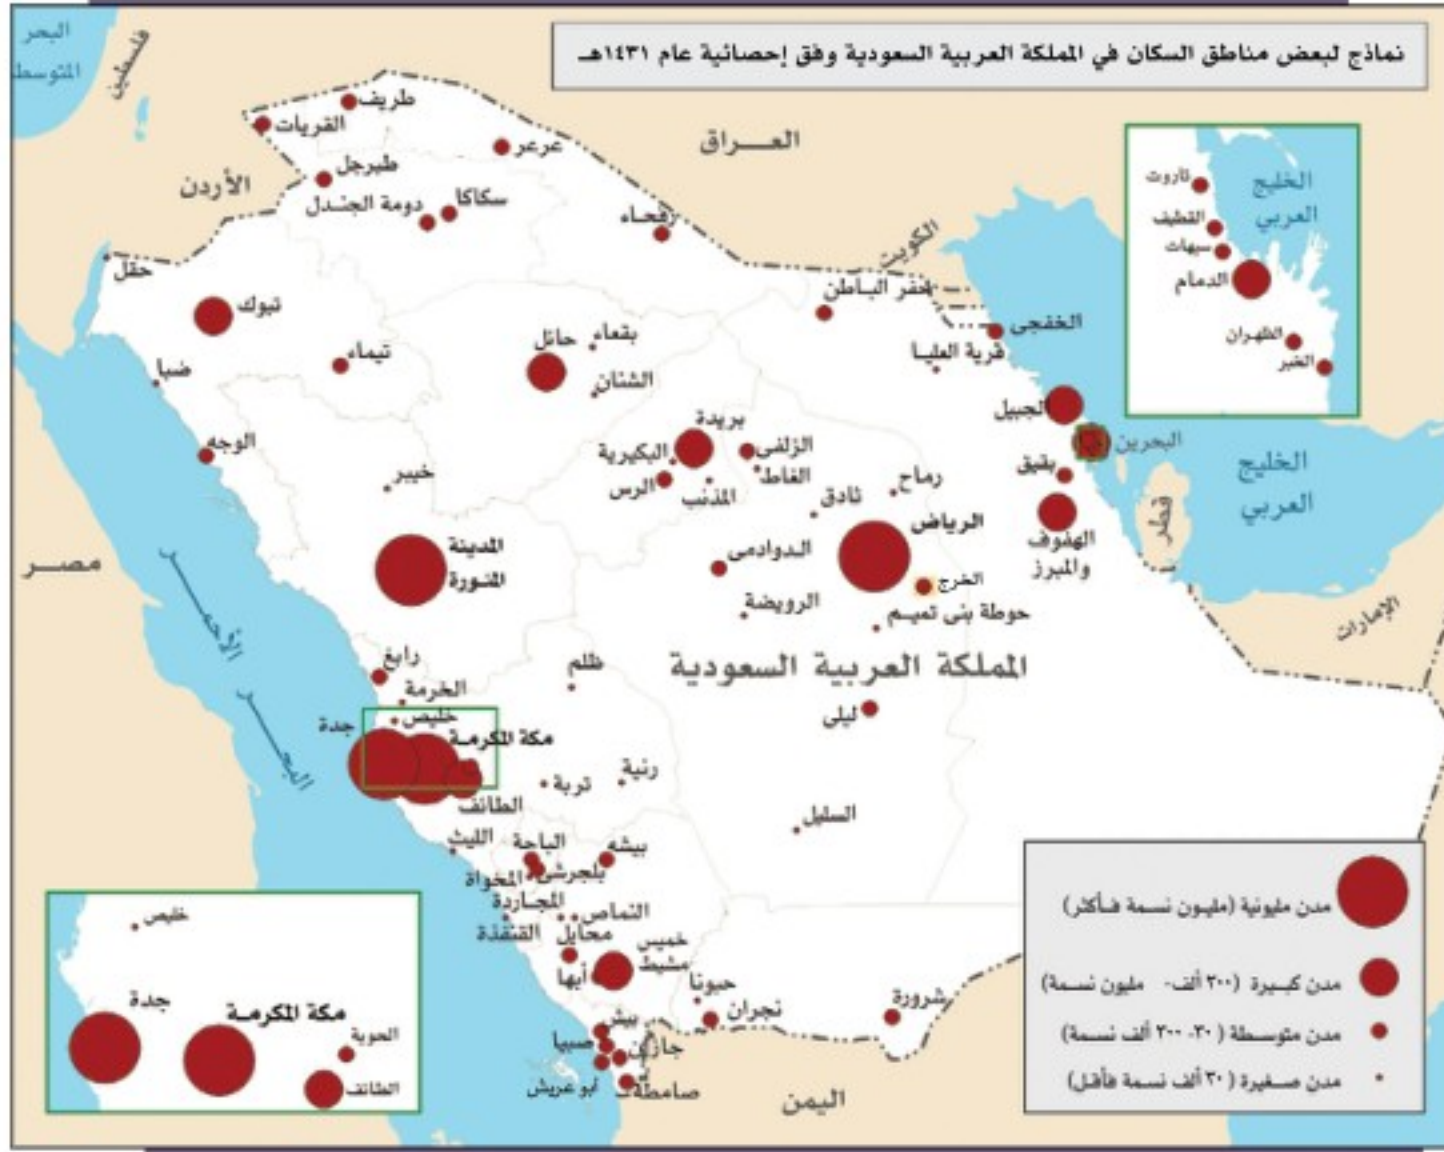 نماذج لبعض مناطق السكان في المملكة العربية السعودية وفق إحصائية عام ١٤٣١هـ
البحر
المتوسط
فلسطين
العراق
الأردن
الكويت
طريف
القريات
عرعر
طبرجل
سكاكا
دومة الجندل
رفحاء
حقل
تبوك
تيماء
ضبا
الوجه
حائل
بقعاء
الشنان
حفر الباطن
الخفجي
قرية العليا
الجبيل
البحرين
بقيق
قطر
الهفوف
والمبرز
الخليج
العربي
تاروت
القطيف
سيهات
الدمام
الظهران
الخبر
الخليج
العربي
بريدة
البكيرية
الزلفى
الغاط
الرس
المذنب
خيبر
رماح
ثادق
الرياض
الدوادمى
الخرج
الرويضة
حوطة بنى تميم
المدينة
المنورة
مصر
البحر الأحمر
الإمارات
المملكة العربية السعودية
رابغ
الخرمة
خليص
ظلم
جدة
مكة المكرمة
الطائف
ليلى
تربة
رنية
السليل
الليث
الباحة
بيشه
بلجرشى
المخواة
المجاردة
النماص
القنفذة
محايل
خميس
مشيط
أبها
حبونا
نجران
شرورة
بيش
صبيا
جازان
أبو عريش
صامطة
اليمن
خليص
جدة
مكة المكرمة
الحوية
الطائف
مدن مليونية (مليون نسمة فأكثر)
مدن كبيرة (٣٠٠ ألف- مليون نسمة)
مدن متوسطة (٣٠- ٣٠٠ ألف نسمة)
مدن صغيرة (٣٠ ألف نسمة فأقل)